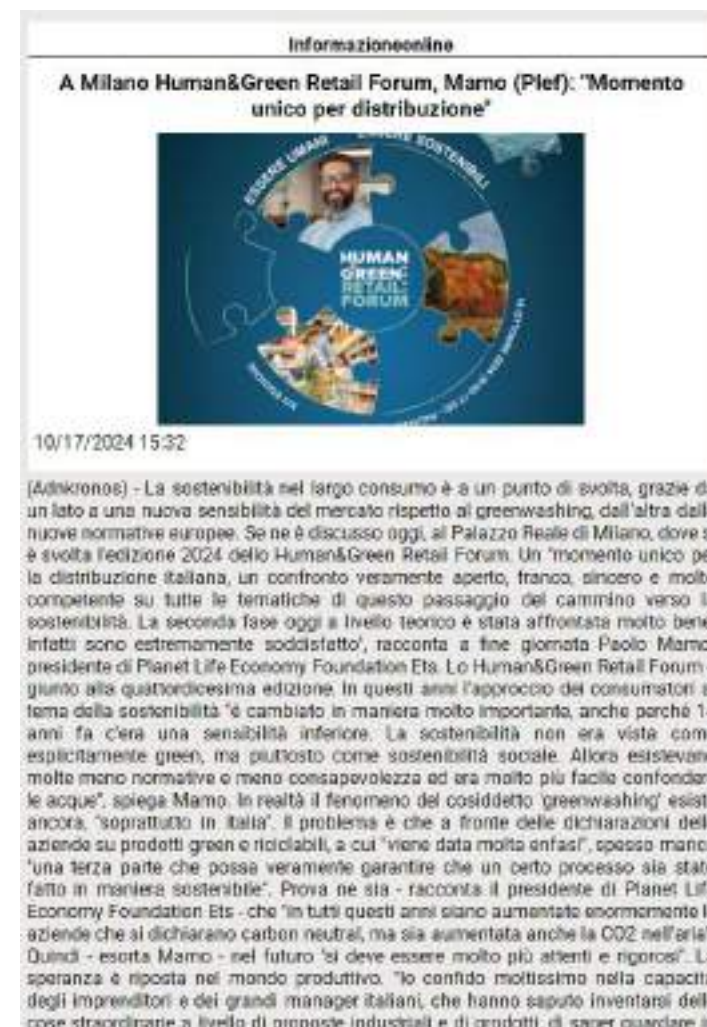 Informazioneonline
A Milano Human&Green Retail Forum, Mamo (Plef): "Momento
unico per distribuzione"
ESSERE UMANI ESSERE SOSTENIBILI
HUMAN
&GREEN
RETAIL
FORUM
10/17/2024 15:32
(Adnkronos) - La sostenibilità nel largo consumo è a un punto di svolta, grazie d
un lato a una nuova sensibilità del mercato rispetto al greenwashing, dall'altra dall
nuove normative europee. Se ne è discusso oggi, al Palazzo Reale di Milano, dove s
è svolta l'edizione 2024 dello Human&Green Retail Forum. Un "momento unico pe
la distribuzione italiana, un confronto veramente aperto, franco, sincero e molto
competente su tutte le tematiche di questo passaggio del cammino verso l
sostenibilità. La seconda fase oggi a livello teorico è stata affrontata molto bene
infatti sono estremamente soddisfatto", racconta a fine giornata Paolo Mamo
presidente di Planet Life Economy Foundation Ets. Lo Human&Green Retail Forum
giunto alla quattordicesima edizione. In questi anni l'approccio dei consumatori a
tema della sostenibilità "è cambiato in maniera molto importante, anche perché 1
anni fa c'era una sensibilità inferiore. La sostenibilità non era vista com
esplicitamente green, ma piuttosto come sostenibilità sociale. Allora esistevan
molte meno normative e meno consapevolezza ed era molto più facile confonder
le acque", spiega Mamo. In realtà il fenomeno del cosiddetto 'greenwashing' esist
ancora, "soprattutto in Italia". Il problema è che a fronte delle dichiarazioni dell
aziende su prodotti green e riciclabili, a cui "viene data molta enfasi", spesso manc
"una terza parte che possa veramente garantire che un certo processo sia stat
fatto in maniera sostenibile". Prova ne sia - racconta il presidente di Planet Lif
Economy Foundation Ets - che "in tutti questi anni siano aumentate enormemente l
aziende che si dichiarano carbon neutral, ma sia aumentata anche la CO2 nell'aria"
Quindi - esorta Mamo - nel futuro "si deve essere molto più attenti e rigorosi". L
speranza è riposta nel mondo produttivo. "Io confido moltissimo nella capacit
degli imprenditori e dei grandi manager italiani, che hanno saputo inventarsi dell
cose straordinarie a livello di proposte industriali e di prodotti, di saper guardare